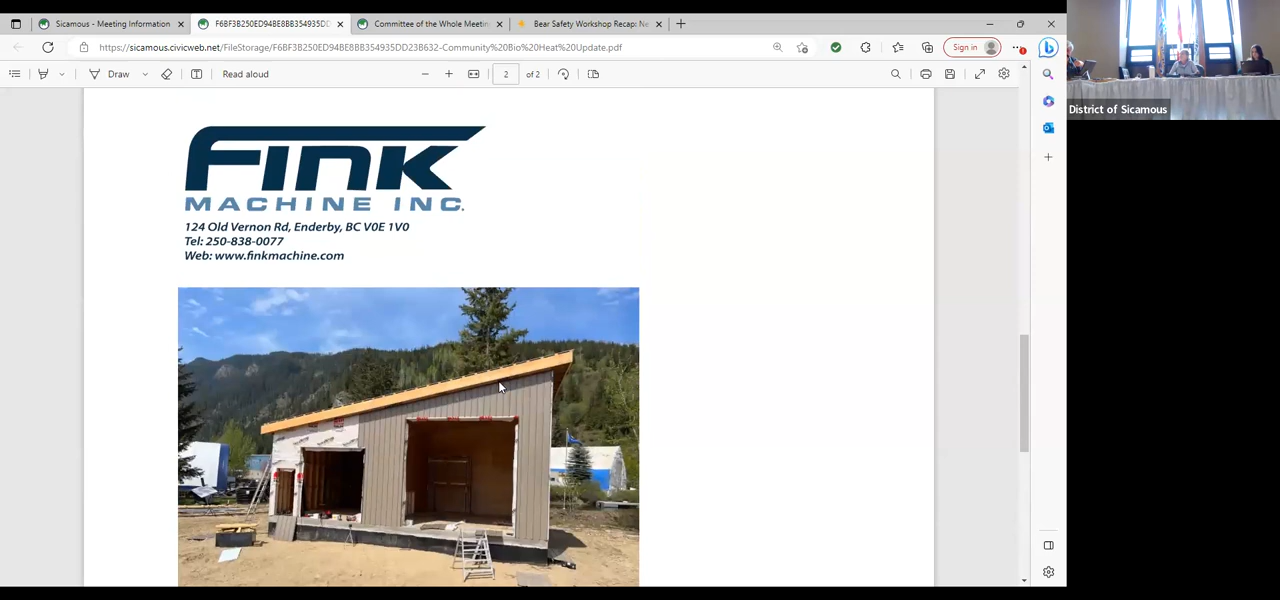 Sicamous - Meeting Information
F6BF3B250ED94BE8BB354935DD
Committee of the Whole Meeting
Bear Safety Workshop Recap: Ne
https://sicamous.civicweb.net/FileStorage/F6BF3B250ED94BE8BB354935DD23B632-Community%20Bio%20Heat%20Update.pdf
Sign in
Draw
Read aloud
2
of 2
District of Sicamous
FINK
MACHINE INC.
124 Old Vernon Rd, Enderby, BC V0E 1V0
Tel: 250-838-0077
Web: www.finkmachine.com